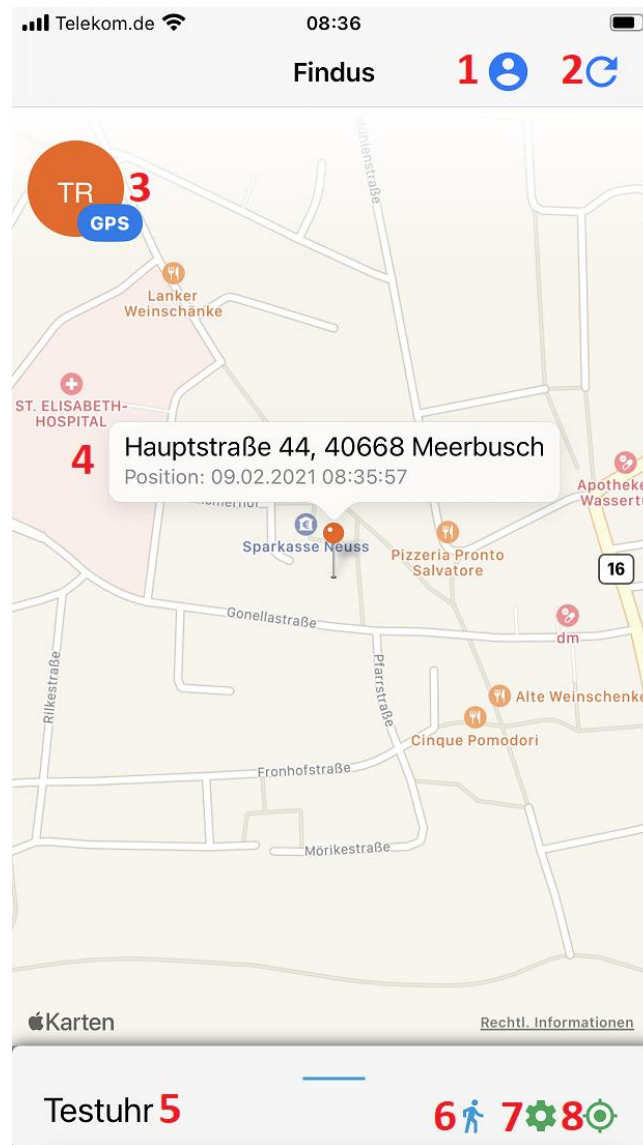 Telekom.de 08:36
Findus 1 2
TR 3
GPS
Mühlenstraße
Lanker
Weinschänke
ST. ELISABETH-
HOSPITAL
4
Hauptstraße 44, 40668 Meerbusch
Position: 09.02.2021 08:35:57
Apotheke
Sparkasse Neuss
Pizzeria Pronto
Salvatore
16
Gonellastraße
dm
Rilkestraße
Pfarrstraße
Alte Weinschenke
Cinque Pomodori
Fronhofstraße
Mörikestraße
Karten
Rechtl. Informationen
Testuhr 5 6 7 8